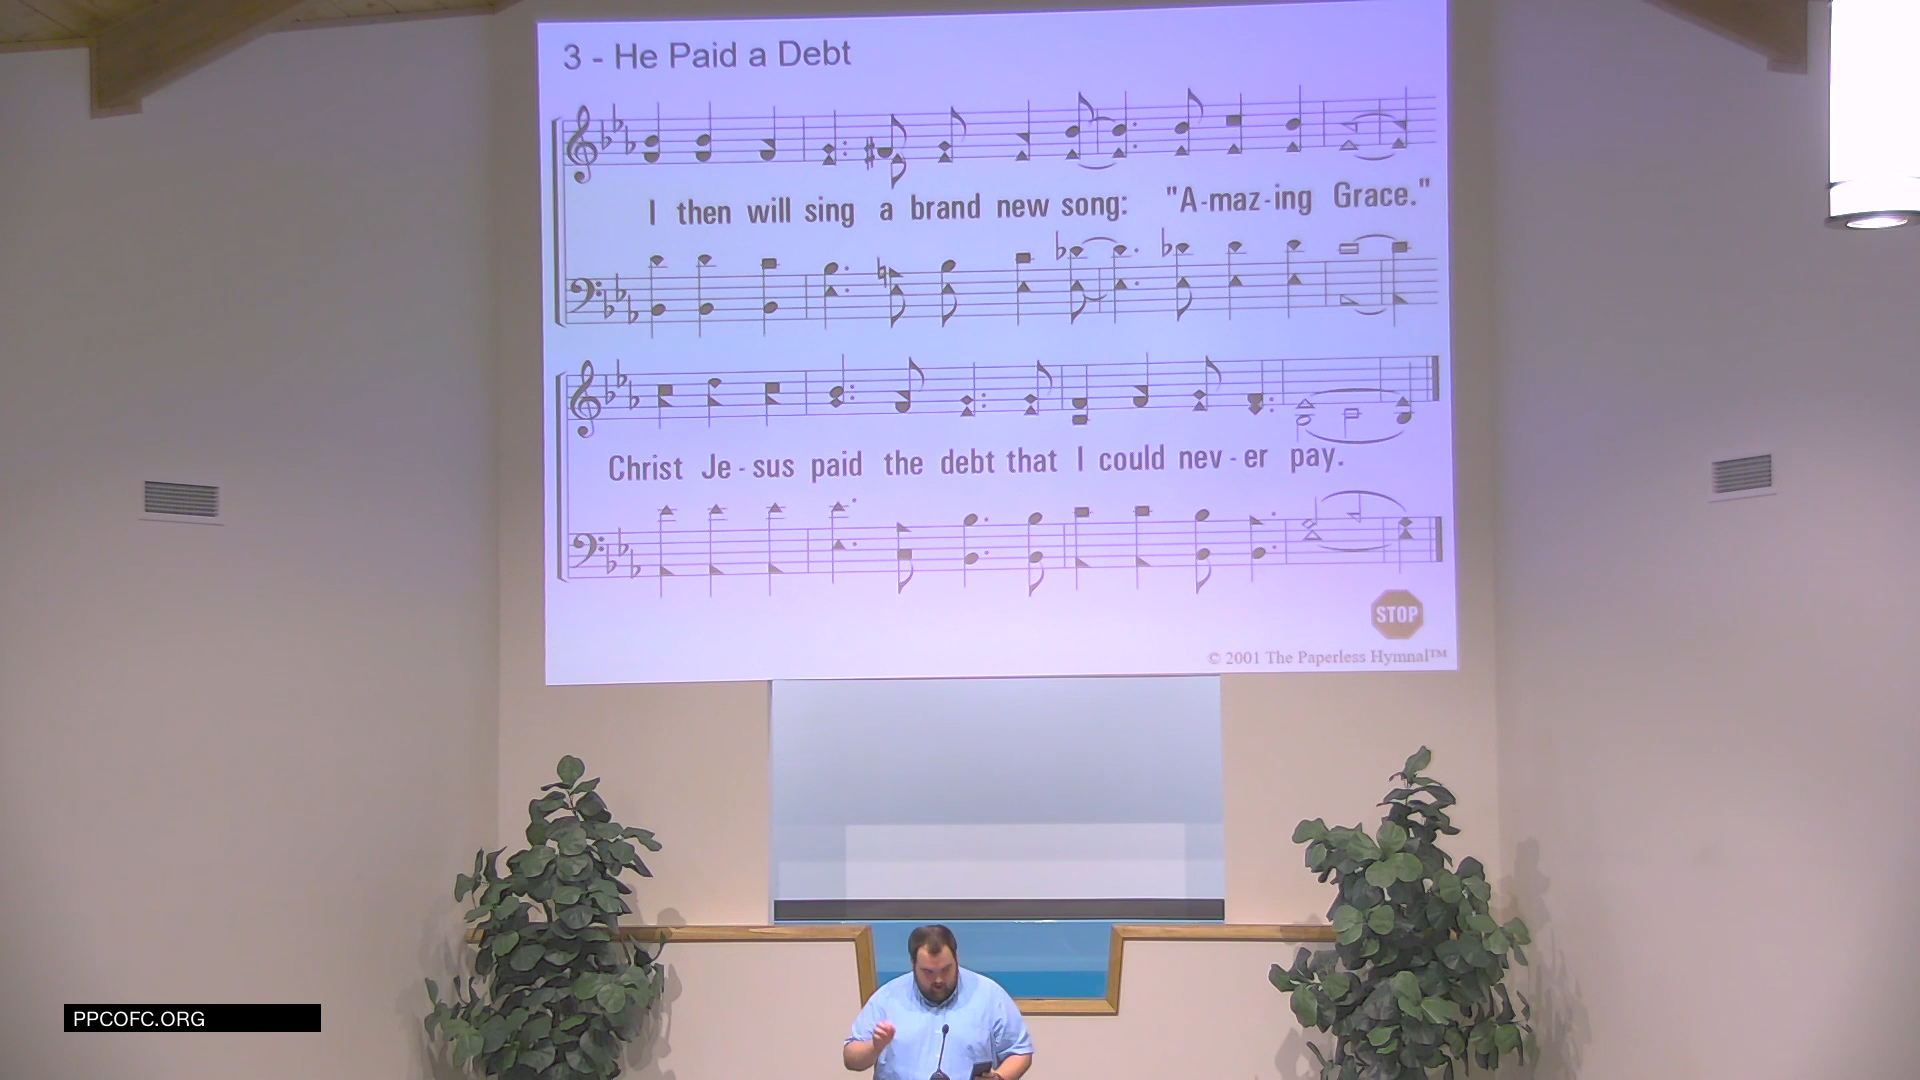 3 - He Paid a Debt
I then will sing a brand new song: "A-maz-ing Grace."
Christ Je-sus paid the debt that I could nev-er pay.
STOP
© 2001 The Paperless Hymnal™
PPCOFC.ORG